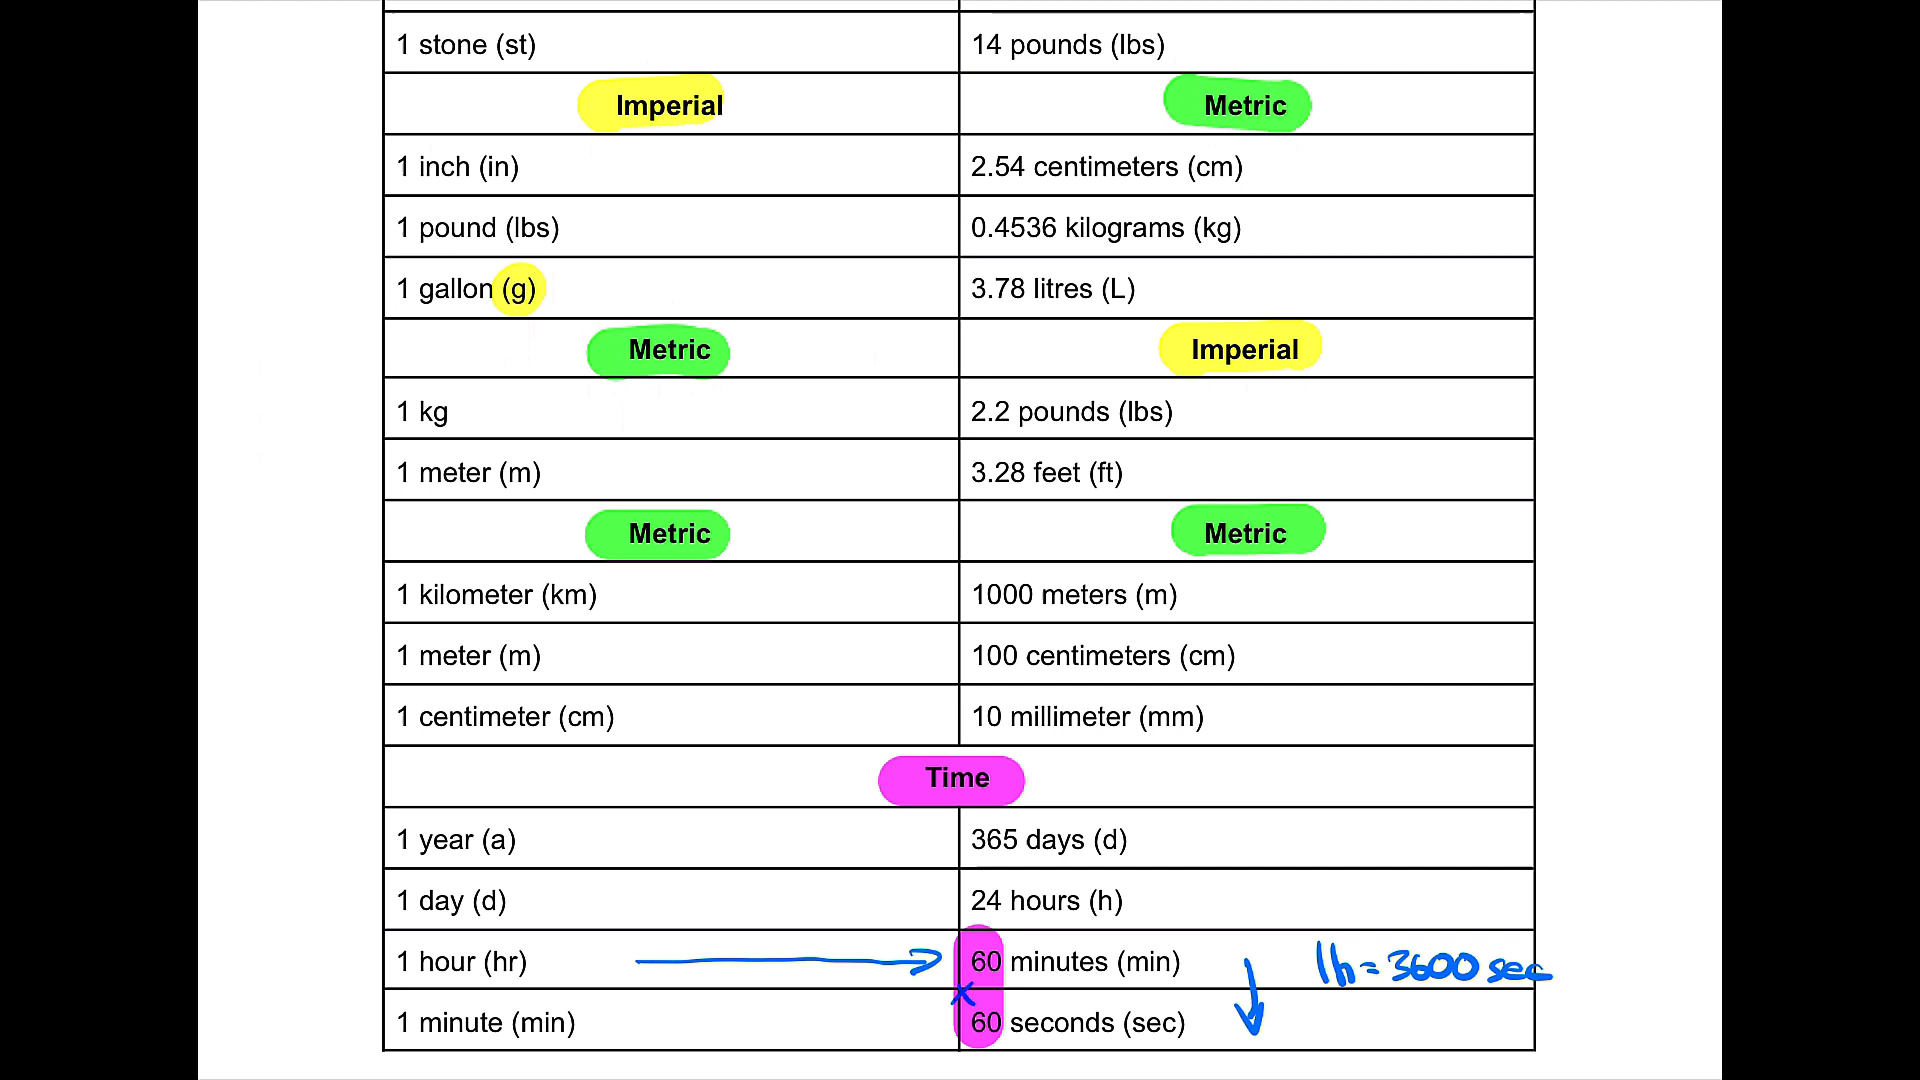 1 stone (st) 14 pounds (lbs)
Imperial Metric
1 inch (in) 2.54 centimeters (cm)
1 pound (lbs) 0.4536 kilograms (kg)
1 gallon (g) 3.78 litres (L)
Metric Imperial
1 kg 2.2 pounds (lbs)
1 meter (m) 3.28 feet (ft)
Metric Metric
1 kilometer (km) 1000 meters (m)
1 meter (m) 100 centimeters (cm)
1 centimeter (cm) 10 millimeter (mm)
Time
1 year (a) 365 days (d)
1 day (d) 24 hours (h)
1 hour (hr) 60 minutes (min) 1h = 3600 sec
x
1 minute (min) 60 seconds (sec)